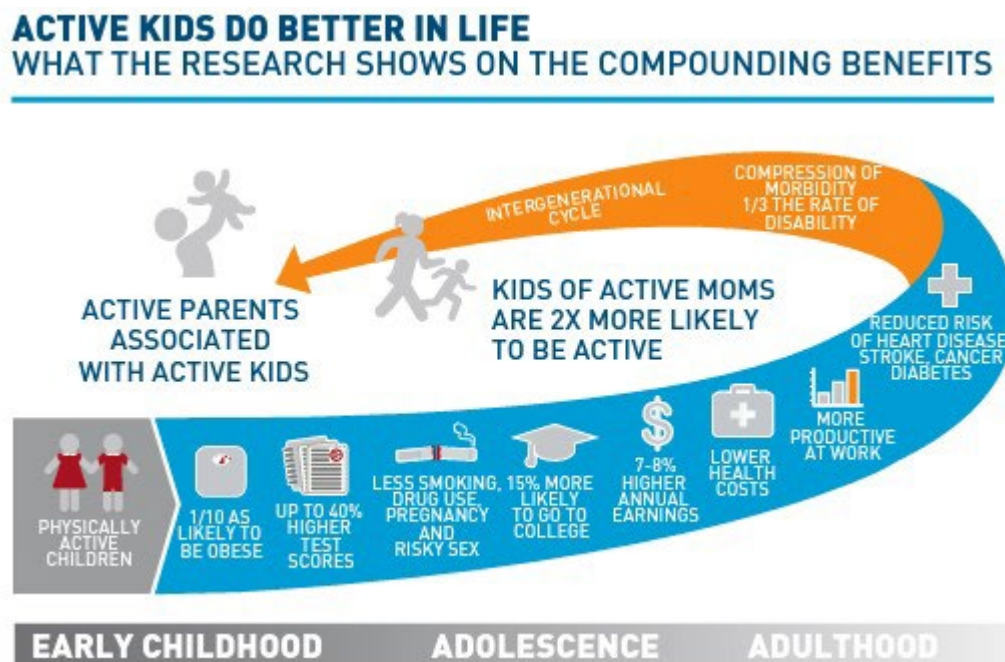 ACTIVE KIDS DO BETTER IN LIFE
WHAT THE RESEARCH SHOWS ON THE COMPOUNDING BENEFITS
INTERGENERATIONAL
CYCLE
COMPRESSION OF
MORBIDITY
1/3 THE RATE OF
DISABILITY
ACTIVE PARENTS
ASSOCIATED
WITH ACTIVE KIDS
KIDS OF ACTIVE MOMS
ARE 2X MORE LIKELY
TO BE ACTIVE
REDUCED RISK
OF HEART DISEASE
STROKE, CANCER
DIABETES
PHYSICALLY
ACTIVE
CHILDREN
1/10 AS
LIKELY TO
BE OBESE
UP TO 40%
HIGHER
TEST
SCORES
LESS SMOKING,
DRUG USE,
PREGNANCY
AND
RISKY SEX
15% MORE
LIKELY
TO GO TO
COLLEGE
7-8%
HIGHER
ANNUAL
EARNINGS
LOWER
HEALTH
COSTS
MORE
PRODUCTIVE
AT WORK
EARLY CHILDHOOD
ADOLESCENCE
ADULTHOOD